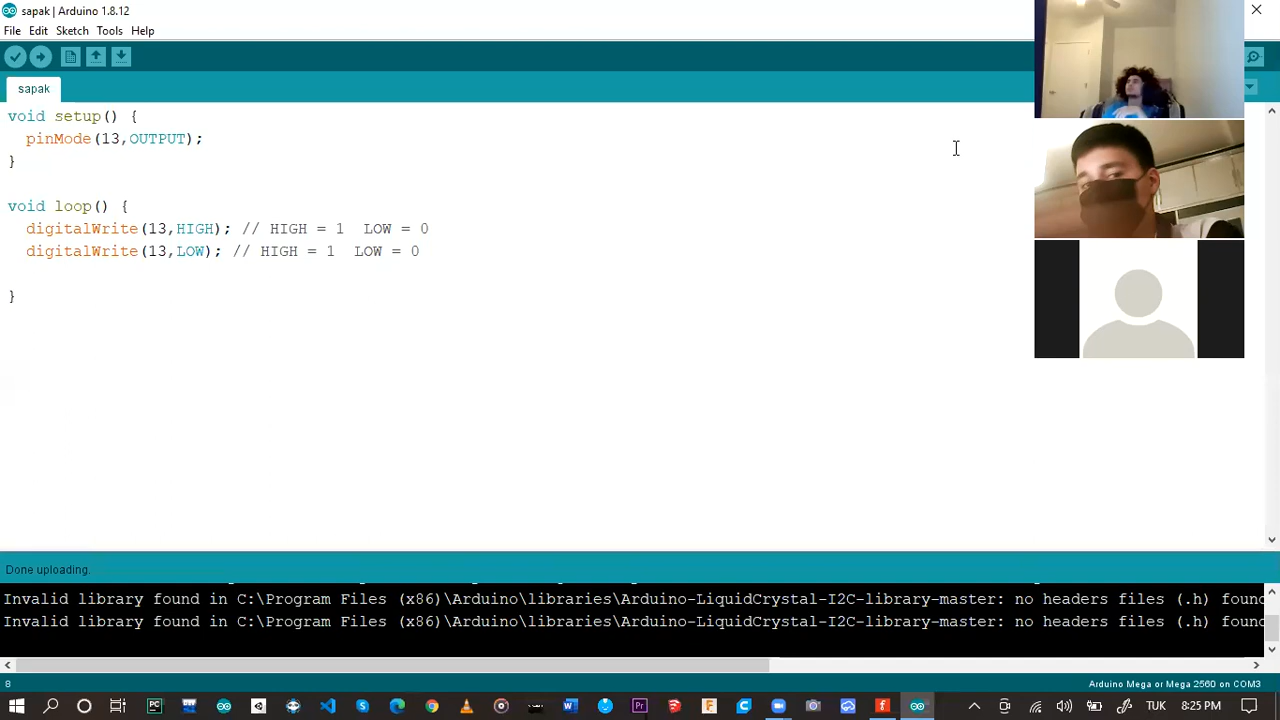 sapak | Arduino 1.8.12
File Edit Sketch Tools Help
sapak
void setup() {
  pinMode(13,OUTPUT);
}
void loop() {
  digitalWrite(13,HIGH); // HIGH = 1  LOW = 0
  digitalWrite(13,LOW); // HIGH = 1  LOW = 0
}
Done uploading.
Invalid library found in C:\Program Files (x86)\Arduino\libraries\Arduino-LiquidCrystal-I2C-library-master: no headers files (.h) found
Invalid library found in C:\Program Files (x86)\Arduino\libraries\Arduino-LiquidCrystal-I2C-library-master: no headers files (.h) found
8
Arduino Mega or Mega 2560 on COM3
TUK 8:25 PM